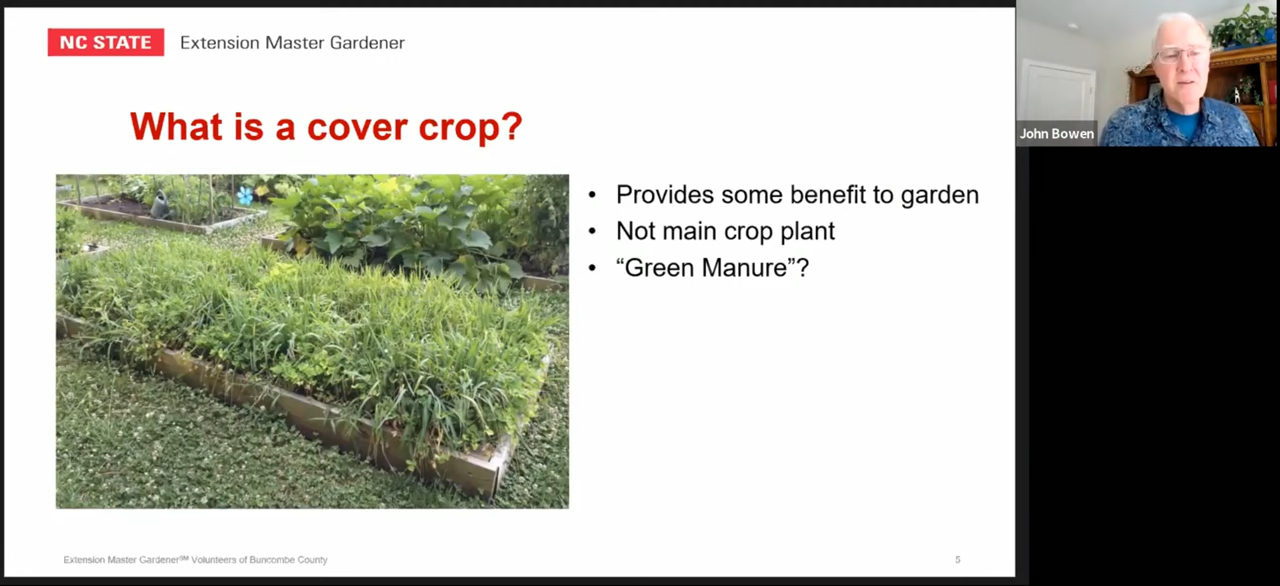 NC STATE Extension Master Gardener
What is a cover crop?
• Provides some benefit to garden
• Not main crop plant
• “Green Manure”?
John Bowen
Extension Master Gardener℠ Volunteers of Buncombe County
5